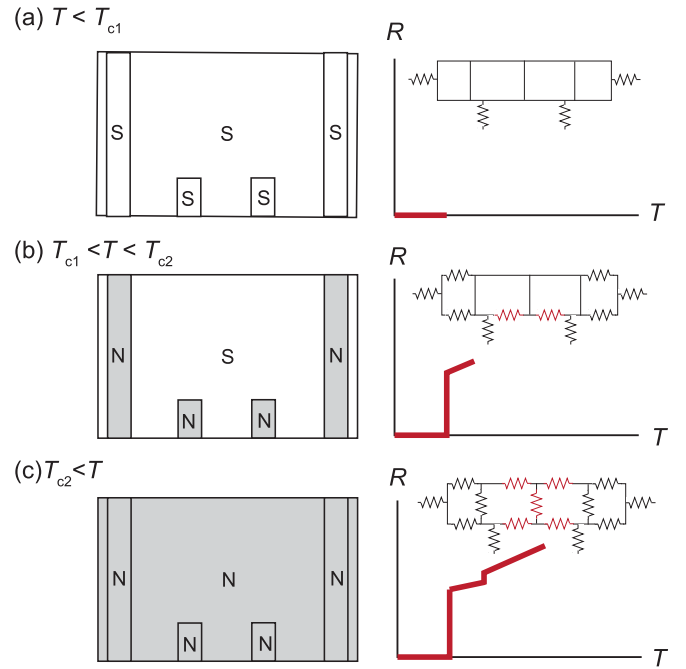 (a) T < Tc1
R
S S S
S S
T
(b) Tc1 <T < Tc2
R
N S N
N N
T
(c)Tc2<T
R
N N N
N N
T